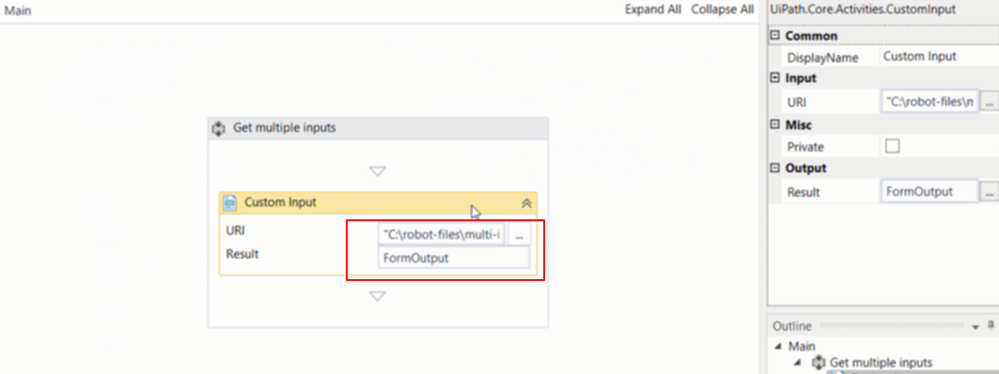 Main
Expand All Collapse All
Get multiple inputs
Custom Input
URI "C:\robot-files\multi-i ...
Result FormOutput
UiPath.Core.Activities.CustomInput
Common
DisplayName Custom Input
Input
URI "C:\robot-files\m ...
Misc
Private
Output
Result FormOutput ...
Outline
Main
Get multiple inputs